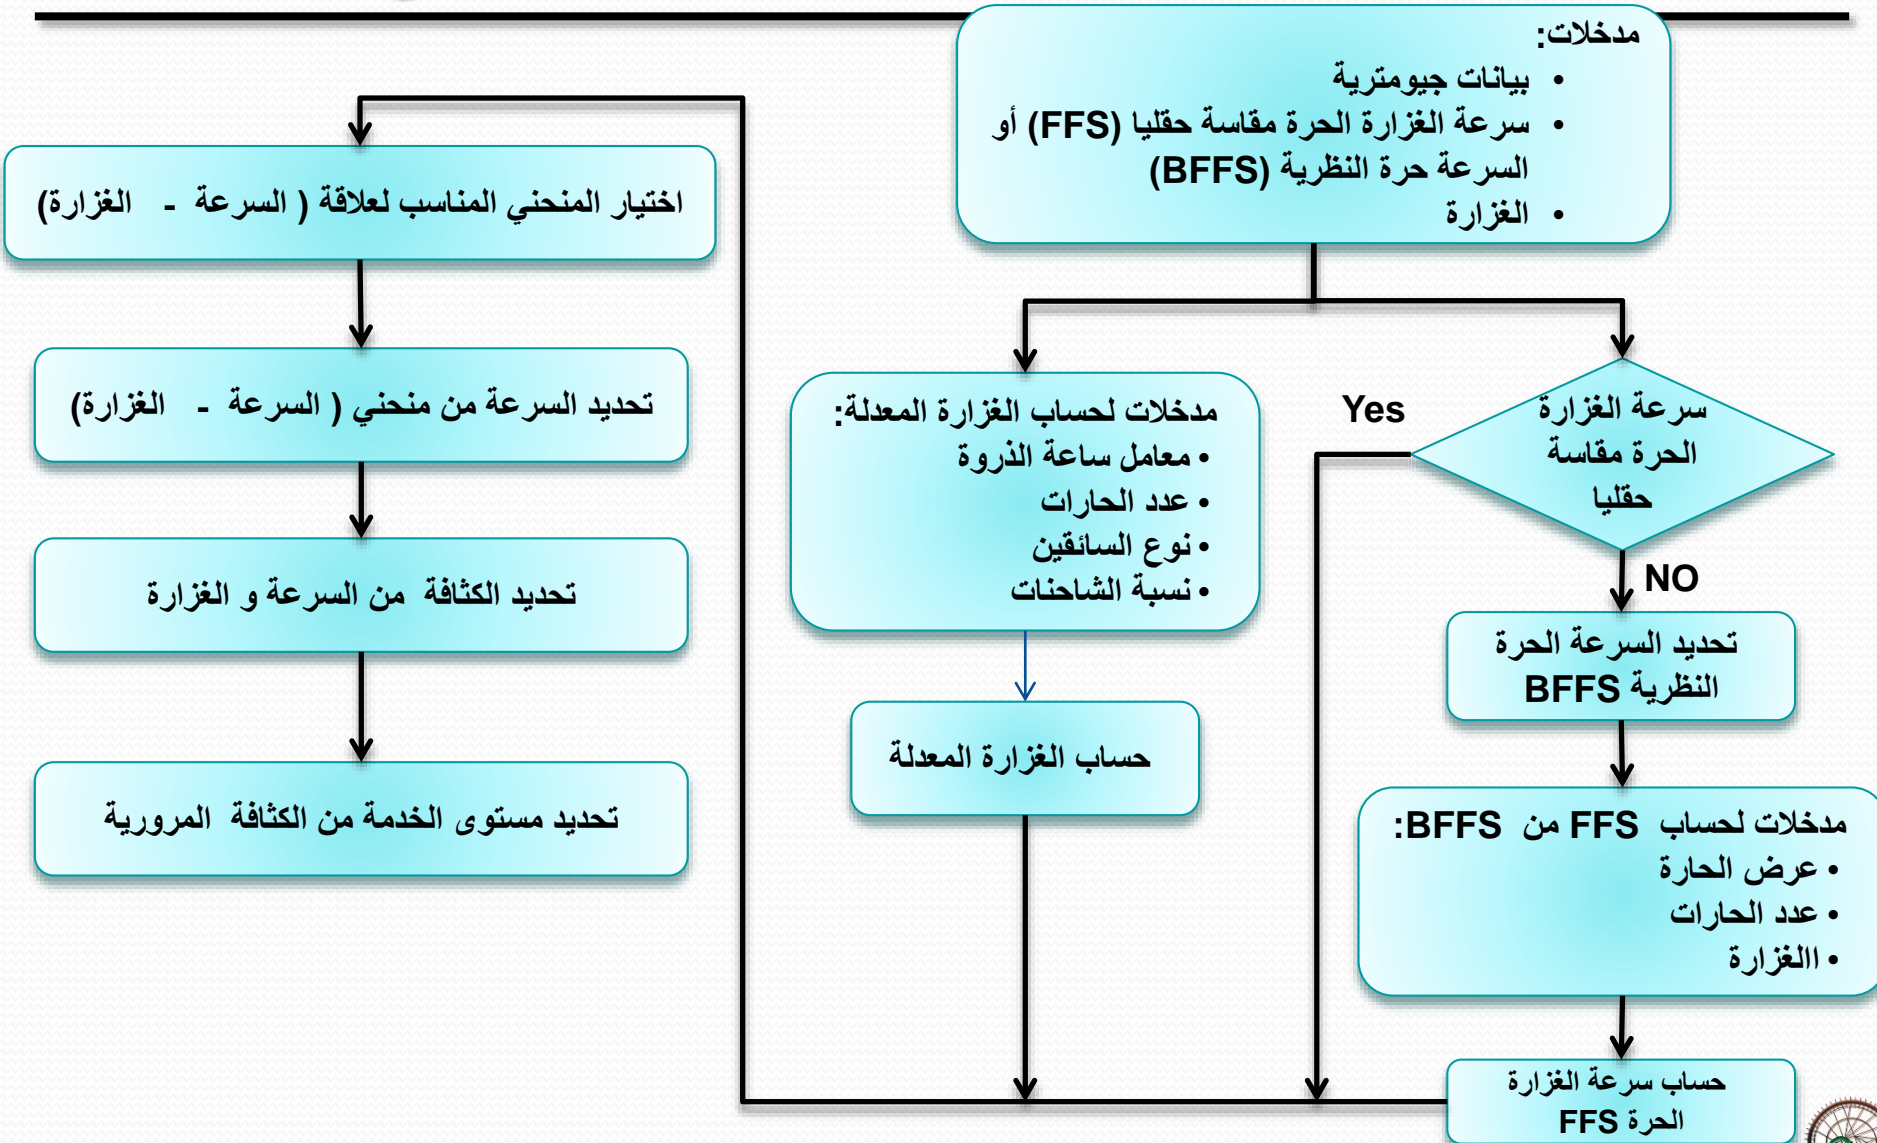 مدخلات:
• بيانات جيومترية
• سرعة الغزارة الحرة مقاسة حقليا (FFS) أو
السرعة حرة النظرية (BFFS)
• الغزارة
سرعة الغزارة
الحرة مقاسة
حقليا
Yes
NO
تحديد السرعة الحرة
النظرية BFFS
مدخلات لحساب FFS من BFFS:
• عرض الحارة
• عدد الحارات
• االغزارة
حساب سرعة الغزارة
الحرة FFS
مدخلات لحساب الغزارة المعدلة:
• معامل ساعة الذروة
• عدد الحارات
• نوع السائقين
• نسبة الشاحنات
حساب الغزارة المعدلة
اختيار المنحني المناسب لعلاقة ( السرعة - الغزارة)
تحديد السرعة من منحني ( السرعة - الغزارة)
تحديد الكثافة من السرعة و الغزارة
تحديد مستوى الخدمة من الكثافة المرورية